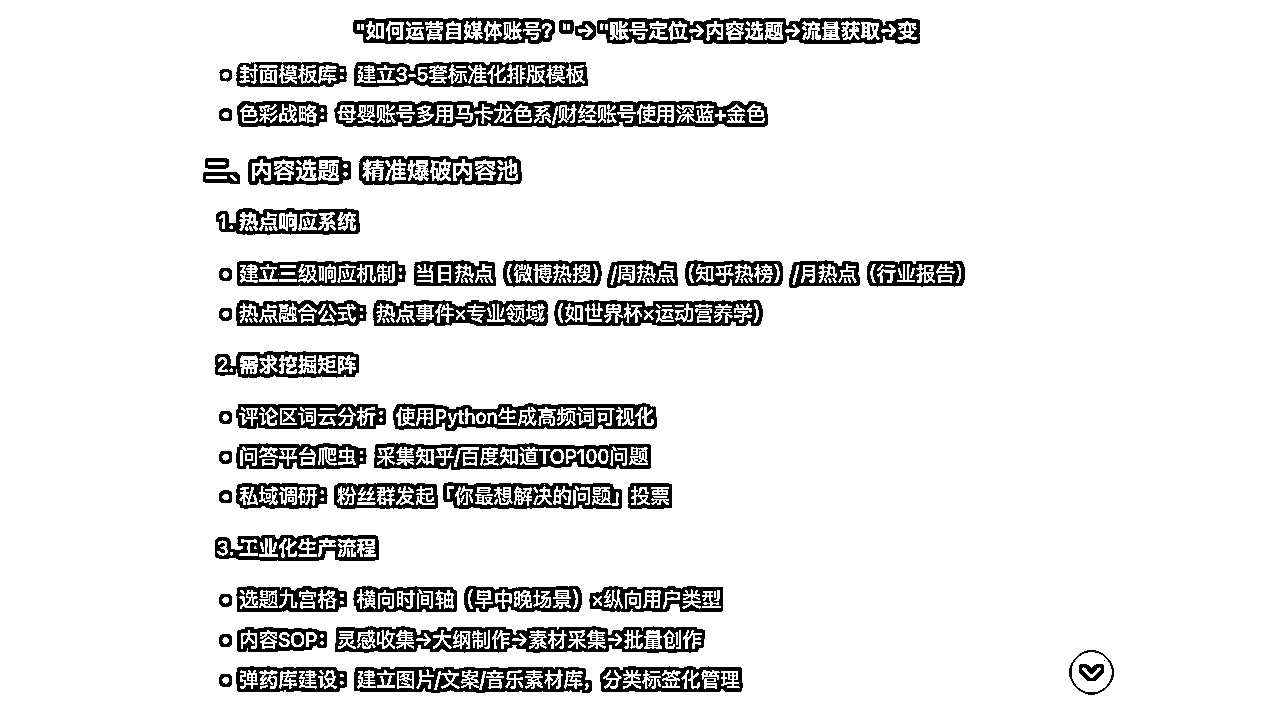 "如何运营自媒体账号？"→"账号定位→内容选题→流量获取→变
封面模板库：建立3-5套标准化排版模板
色彩战略：母婴账号多用马卡龙色系/财经账号使用深蓝+金色
二、内容选题：精准爆破内容池
1. 热点响应系统
建立三级响应机制：当日热点（微博热搜）/周热点（知乎热榜）/月热点（行业报告）
热点融合公式：热点事件×专业领域（如世界杯×运动营养学）
2. 需求挖掘矩阵
评论区词云分析：使用Python生成高频词可视化
问答平台爬虫：采集知乎/百度知道TOP100问题
私域调研：粉丝群发起「你最想解决的问题」投票
3. 工业化生产流程
选题九宫格：横向时间轴（早中晚场景）×纵向用户类型
内容SOP：灵感收集→大纲制作→素材采集→批量创作
弹药库建设：建立图片/文案/音乐素材库，分类标签化管理